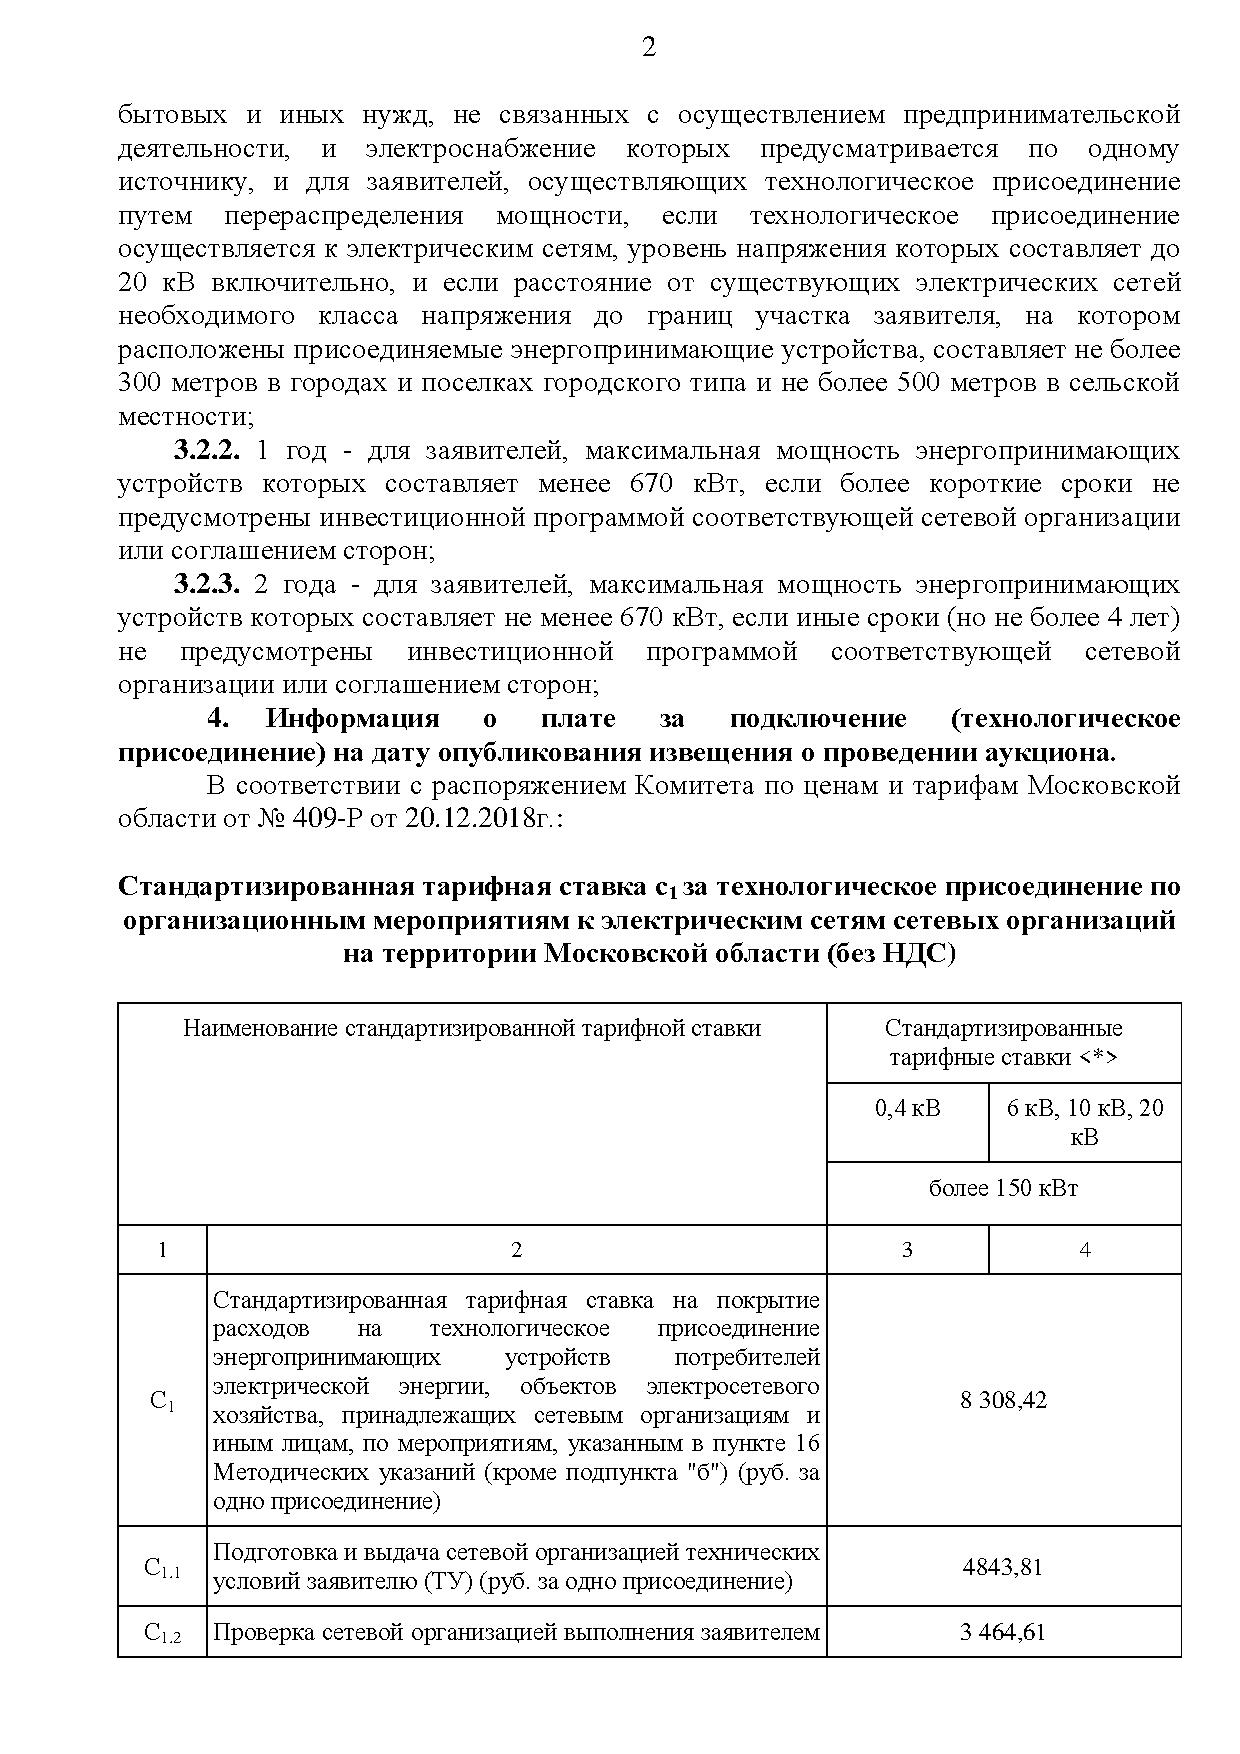 2
бытовых и иных нужд, не связанных с осуществлением предпринимательской
деятельности, и электроснабжение которых предусматривается по одному
источнику, и для заявителей, осуществляющих технологическое присоединение
путем перераспределения мощности, если технологическое присоединение
осуществляется к электрическим сетям, уровень напряжения которых составляет до
20 кВ включительно, и если расстояние от существующих электрических сетей
необходимого класса напряжения до границ участка заявителя, на котором
расположены присоединяемые энергопринимающие устройства, составляет не более
300 метров в городах и поселках городского типа и не более 500 метров в сельской
местности;
3.2.2. 1 год - для заявителей, максимальная мощность энергопринимающих
устройств которых составляет менее 670 кВт, если более короткие сроки не
предусмотрены инвестиционной программой соответствующей сетевой организации
или соглашением сторон;
3.2.3. 2 года - для заявителей, максимальная мощность энергопринимающих
устройств которых составляет не менее 670 кВт, если иные сроки (но не более 4 лет)
не предусмотрены инвестиционной программой соответствующей сетевой
организации или соглашением сторон;
4. Информация о плате за подключение (технологическое
присоединение) на дату опубликования извещения о проведении аукциона.
В соответствии с распоряжением Комитета по ценам и тарифам Московской
области от № 409-Р от 20.12.2018г.:
Стандартизированная тарифная ставка с1 за технологическое присоединение по
организационным мероприятиям к электрическим сетям сетевых организаций
на территории Московской области (без НДС)
Наименование стандартизированной тарифной ставки
Стандартизированные
тарифные ставки <*>
0,4 кВ
6 кВ, 10 кВ, 20
кВ
более 150 кВт
1
2
3
4
С1
Стандартизированная тарифная ставка на покрытие
расходов на технологическое присоединение
энергопринимающих устройств потребителей
электрической энергии, объектов электросетевого
хозяйства, принадлежащих сетевым организациям и
иным лицам, по мероприятиям, указанным в пункте 16
Методических указаний (кроме подпункта "б") (руб. за
одно присоединение)
8 308,42
С1.1
Подготовка и выдача сетевой организацией технических
условий заявителю (ТУ) (руб. за одно присоединение)
4843,81
С1.2
Проверка сетевой организацией выполнения заявителем
3 464,61